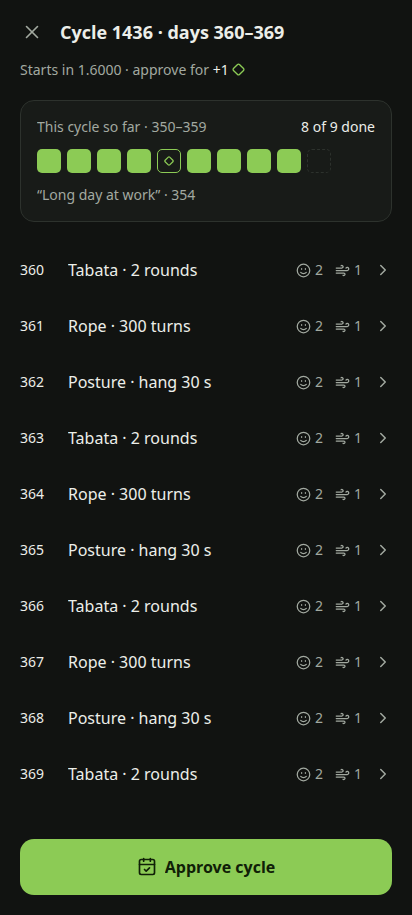 Cycle 1436 · days 360–369
Starts in 1.6000 · approve for +1
This cycle so far · 350–359 8 of 9 done
“Long day at work” · 354
360 Tabata · 2 rounds 2 1
361 Rope · 300 turns 2 1
362 Posture · hang 30 s 2 1
363 Tabata · 2 rounds 2 1
364 Rope · 300 turns 2 1
365 Posture · hang 30 s 2 1
366 Tabata · 2 rounds 2 1
367 Rope · 300 turns 2 1
368 Posture · hang 30 s 2 1
369 Tabata · 2 rounds 2 1
Approve cycle